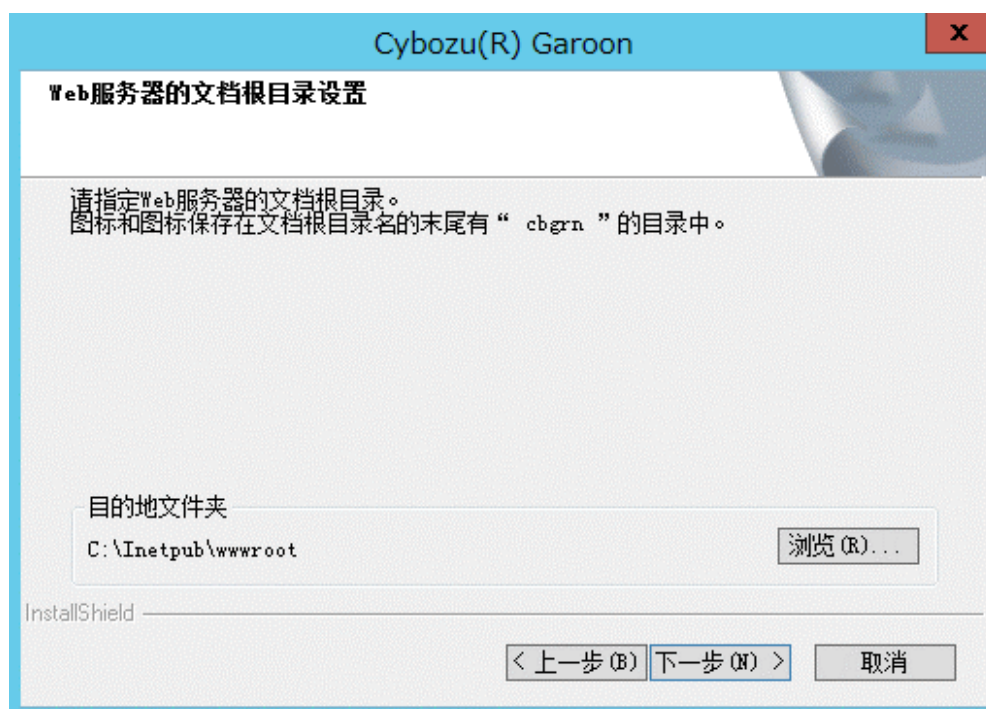 Cybozu(R) Garoon
x
Web服务器的文档根目录设置
请指定Web服务器的文档根目录。
图标和图标保存在文档根目录名的末尾有“ cbgrn ”的目录中。
目的地文件夹
C:\Inetpub\wwwroot
浏览(R)...
InstallShield
< 上一步(B)
下一步(N) >
取消